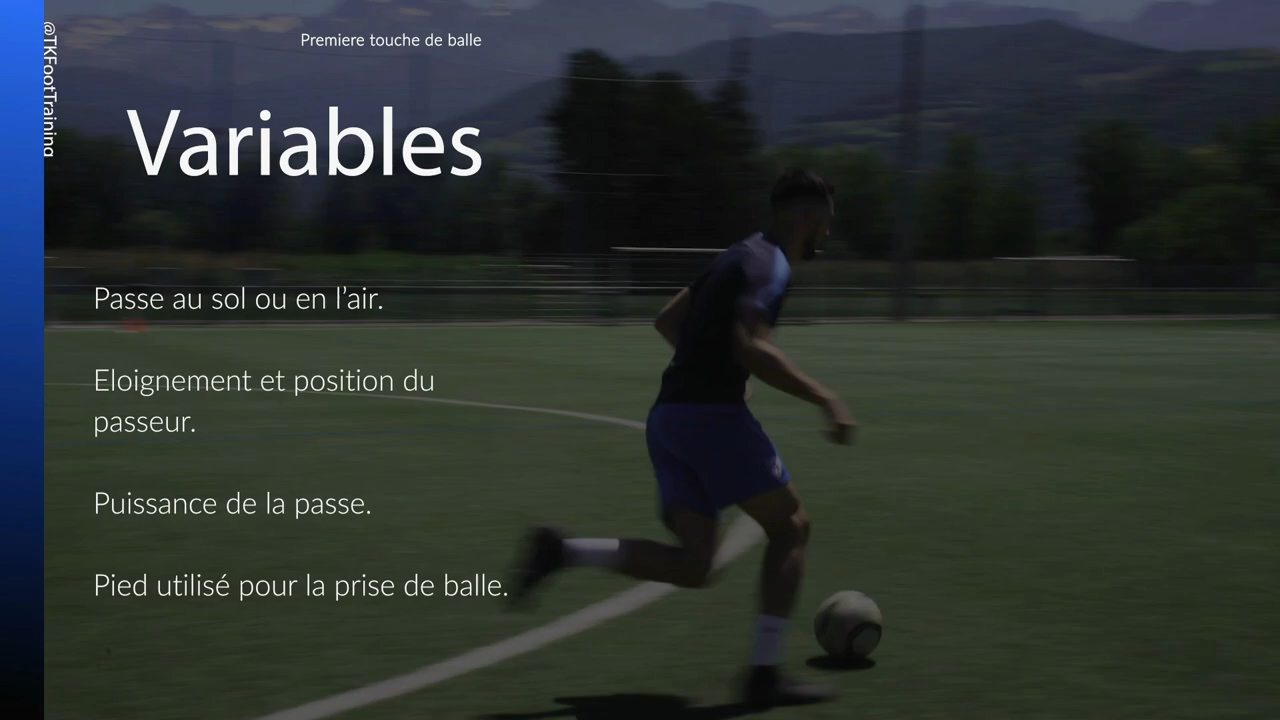 @TKFootTraining
Premiere touche de balle
Variables
Passe au sol ou en l’air.
Eloignement et position du
passeur.
Puissance de la passe.
Pied utilisé pour la prise de balle.